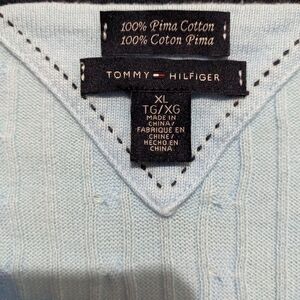 100% Pima Cotton
100% Coton Pima
TOMMY HILFIGER
XL
TG/XG
MADE IN
CHINA/
FABRIQUE EN
CHINE/
HECHO EN
CHINA